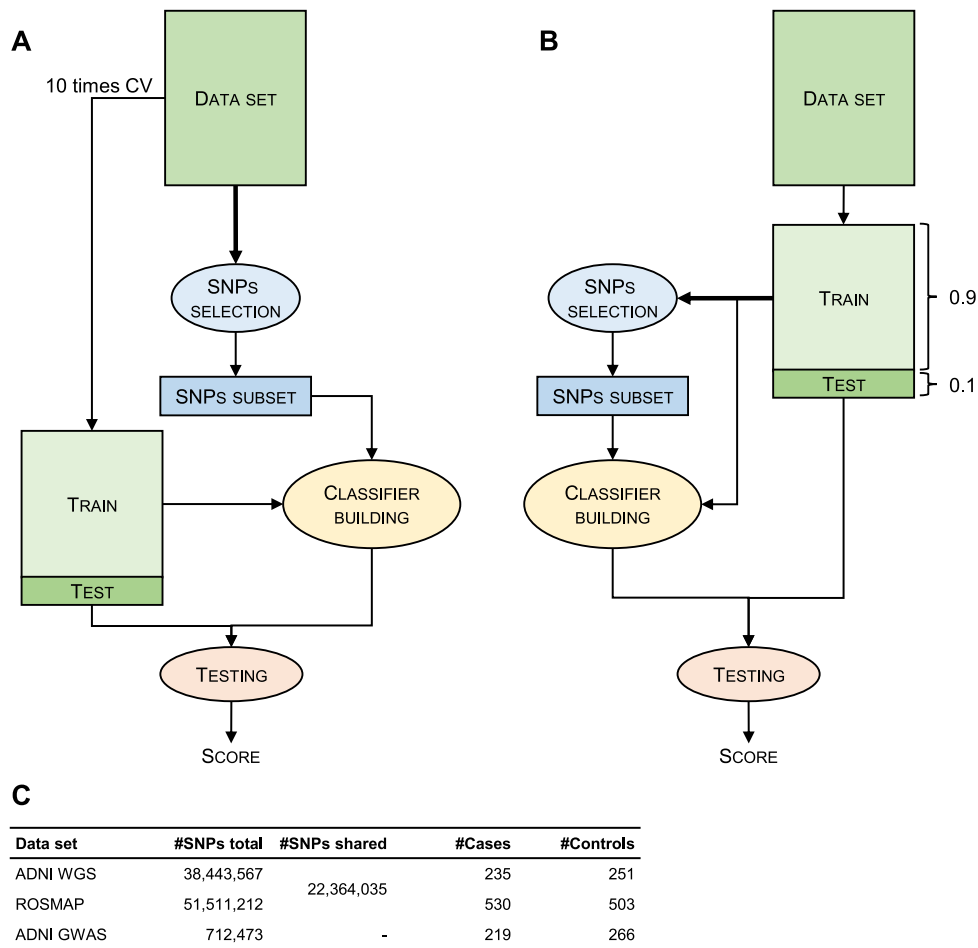 A
10 times CV
DATA SET
SNPS
SELECTION
SNPS SUBSET
TRAIN
CLASSIFIER
BUILDING
TEST
TESTING
SCORE
B
DATA SET
TRAIN
0.9
TEST
0.1
SNPS
SELECTION
SNPS SUBSET
CLASSIFIER
BUILDING
TESTING
SCORE
C
Data set #SNPs total #SNPs shared #Cases #Controls
ADNI WGS 38,443,567 235 251
22,364,035
ROSMAP 51,511,212 530 503
ADNI GWAS 712,473 - 219 266